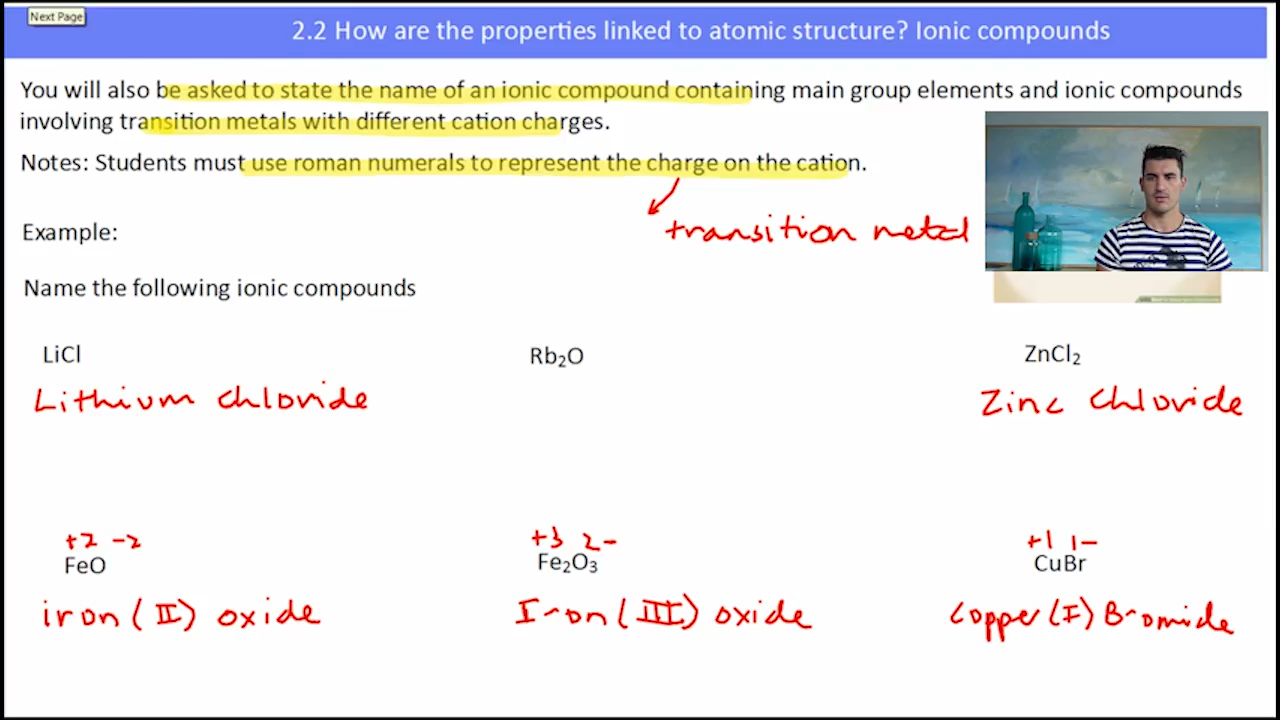 Next Page
2.2 How are the properties linked to atomic structure? Ionic compounds
You will also be asked to state the name of an ionic compound containing main group elements and ionic compounds
involving transition metals with different cation charges.
Notes: Students must use roman numerals to represent the charge on the cation.
transition metal
Example:
Name the following ionic compounds
LiCl Rb₂O ZnCl₂
Lithium chloride Zinc chloride
+2 -2 +3 2- +1 1-
FeO Fe₂O₃ CuBr
iron (II) oxide Iron (III) oxide Copper (I) Bromide